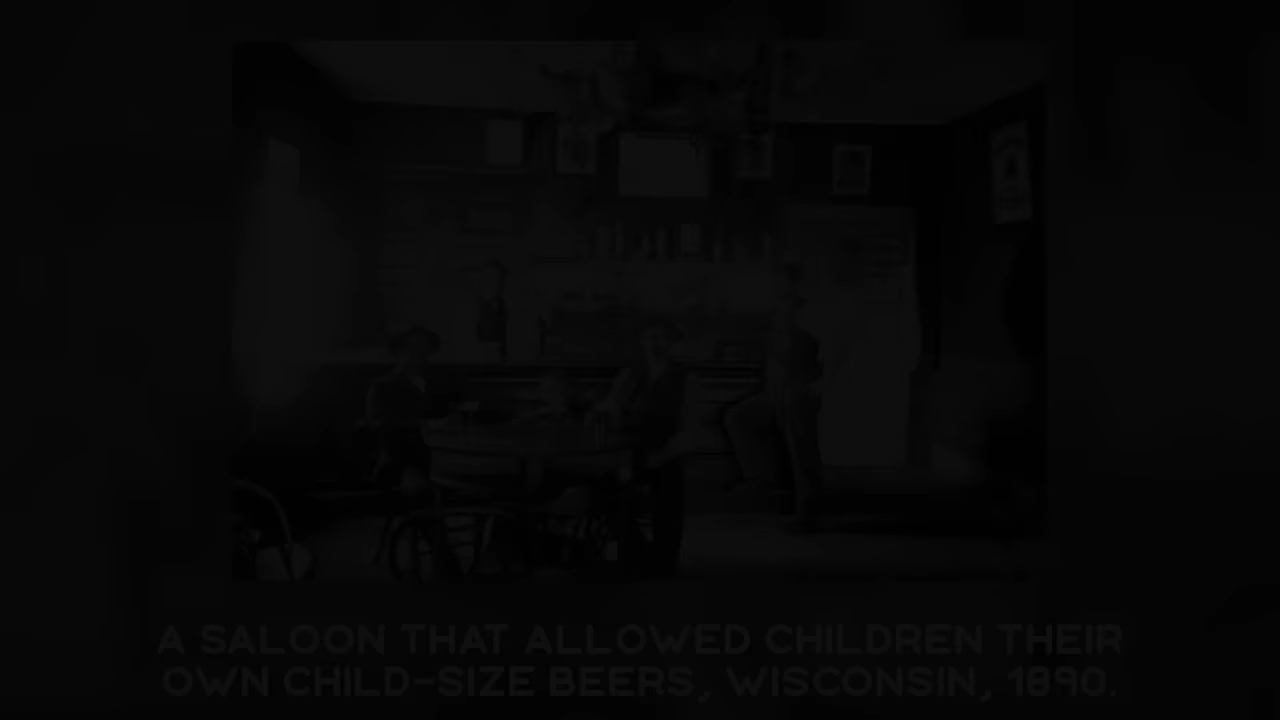 A SALOON THAT ALLOWED CHILDREN THEIR
OWN CHILD-SIZE BEERS, WISCONSIN, 1890.